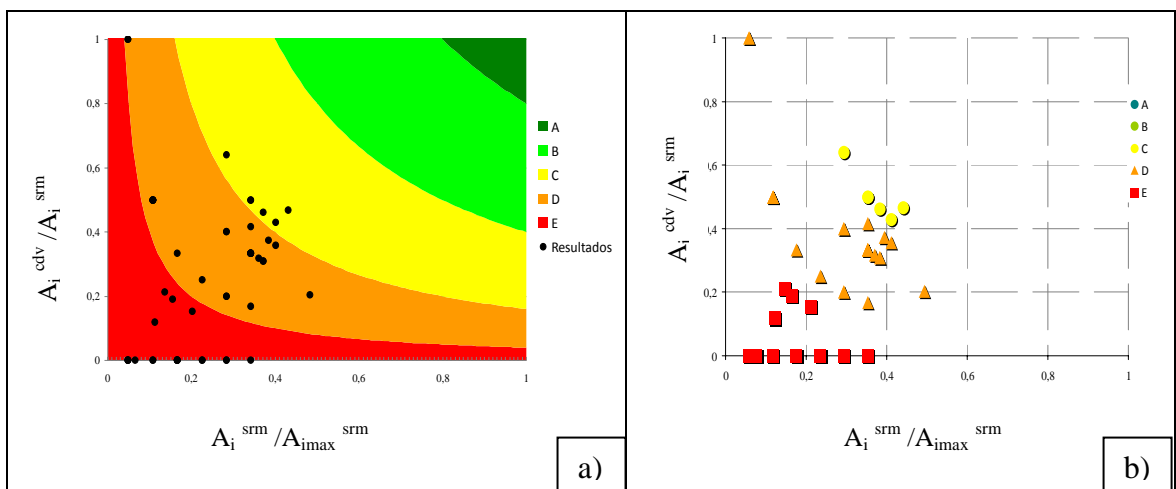 1
0,8
0,6
0,4
0,2
0
0 0,2 0,4 0,6 0,8 1
A_i^cdv /A_i^srm
A_i^srm /A_imax^srm
A
B
C
D
E
Resultados
a)
1
0,8
0,6
0,4
0,2
0
0 0,2 0,4 0,6 0,8 1
A_i^cdv /A_i^srm
A_i^srm /A_imax^srm
A
B
C
D
E
b)